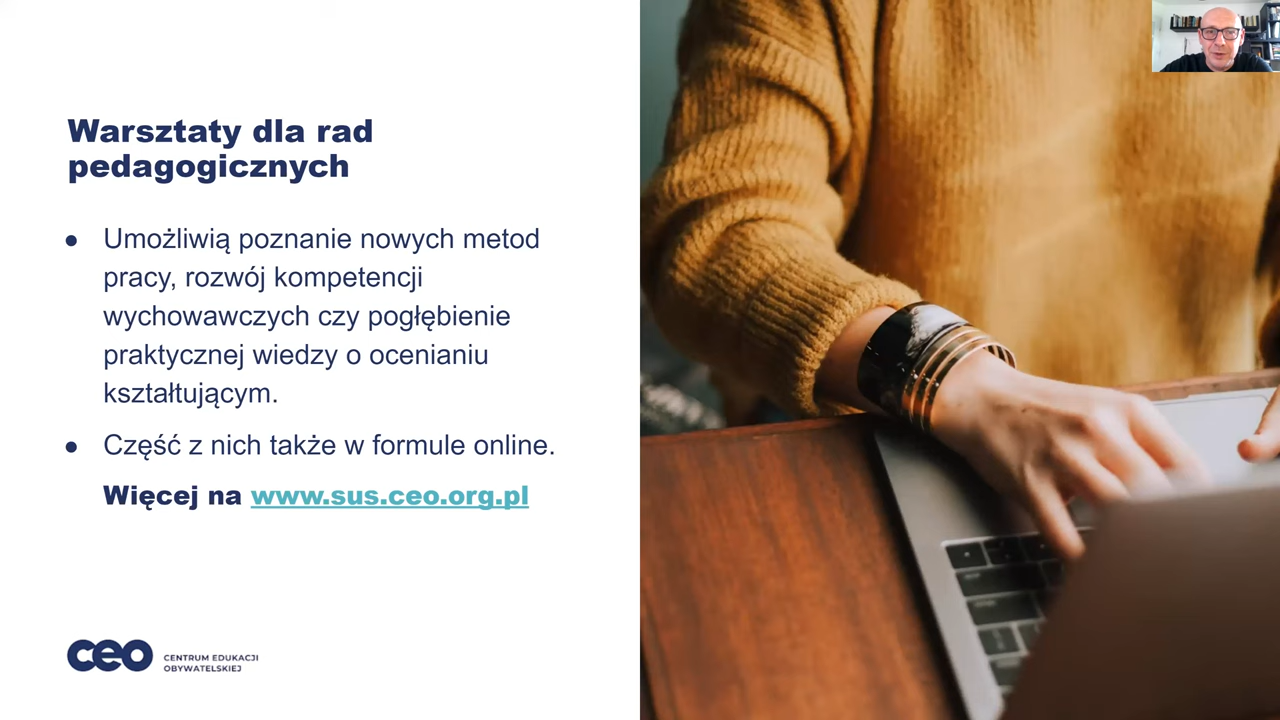 Warsztaty dla rad
pedagogicznych
● Umożliwią poznanie nowych metod
pracy, rozwój kompetencji
wychowawczych czy pogłębienie
praktycznej wiedzy o ocenianiu
kształtującym.
● Część z nich także w formule online.
Więcej na www.sus.ceo.org.pl
ceo CENTRUM EDUKACJI
OBYWATELSKIEJ